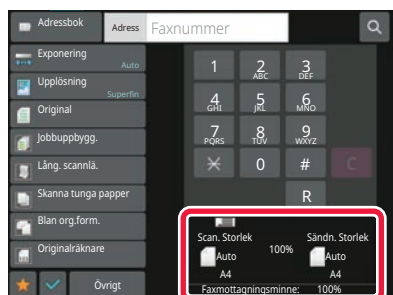 Adressbok
Adress
Faxnummer
Exponering
Auto
Upplösning
Superfin
Original
Jobbuppbygg.
Lång. scannlä.
Skanna tunga papper
Blan org.form.
Originalräknare
Övrigt
1
2 ABC
3 DEF
4 GHI
5 JKL
6 MNO
7 PQRS
8 TUV
9 WXYZ
0
#
C
R
Scan. Storlek
Auto
A4
100%
Sändn. Storlek
Auto
A4
Faxmottagningsminne: 100%